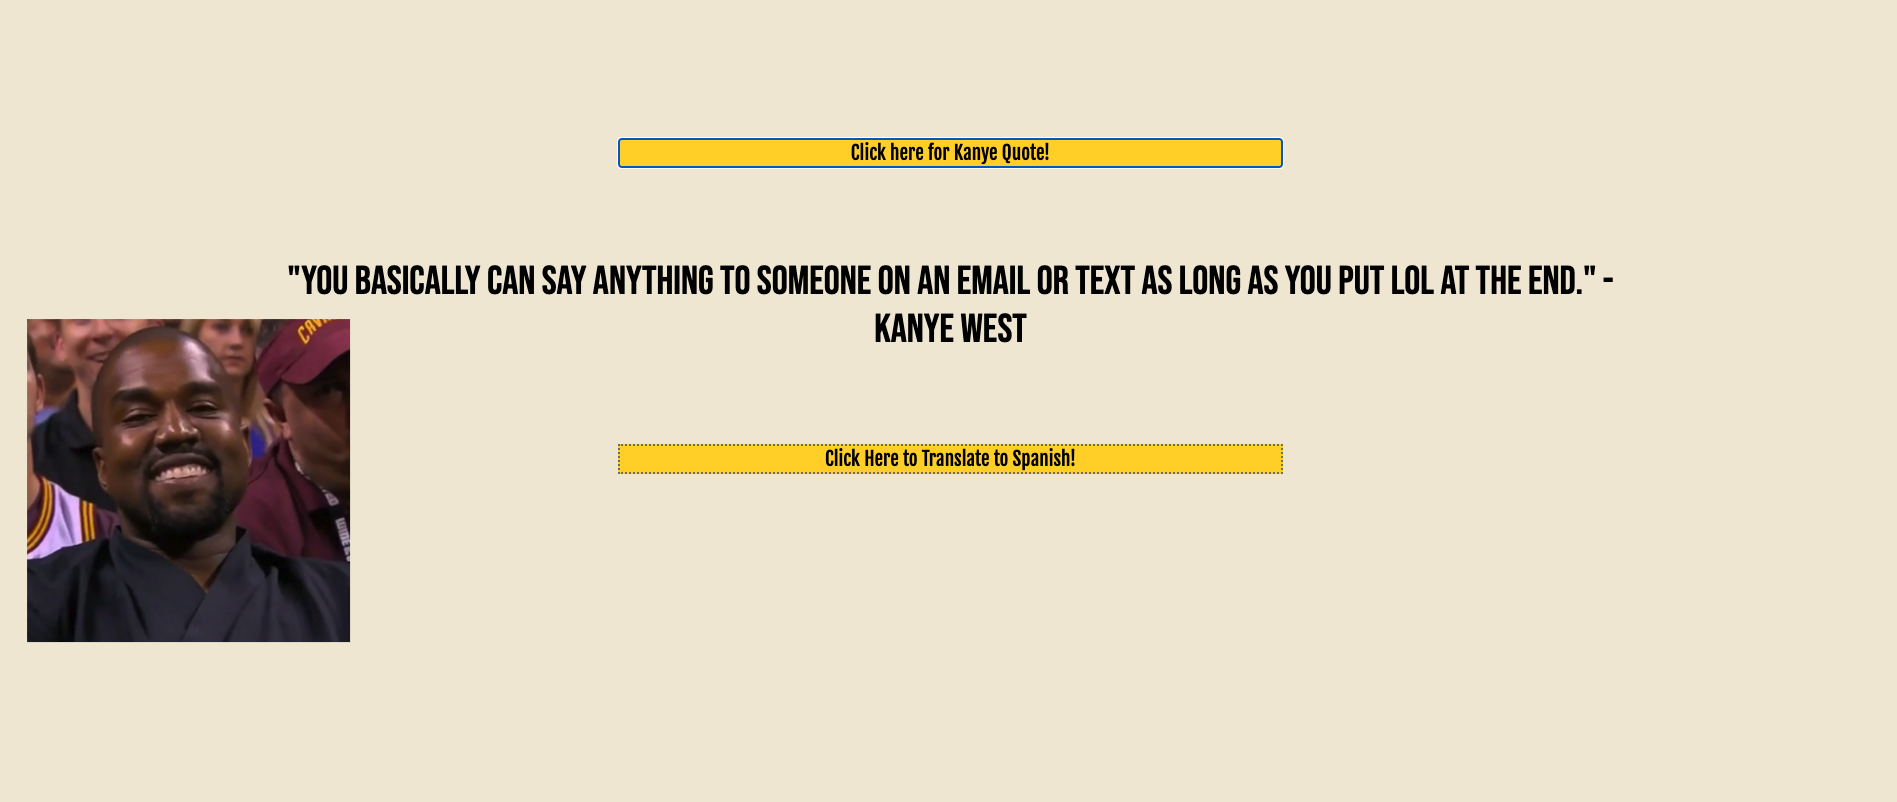 Click here for Kanye Quote!
"YOU BASICALLY CAN SAY ANYTHING TO SOMEONE ON AN EMAIL OR TEXT AS LONG AS YOU PUT LOL AT THE END." -
KANYE WEST
Click Here to Translate to Spanish!